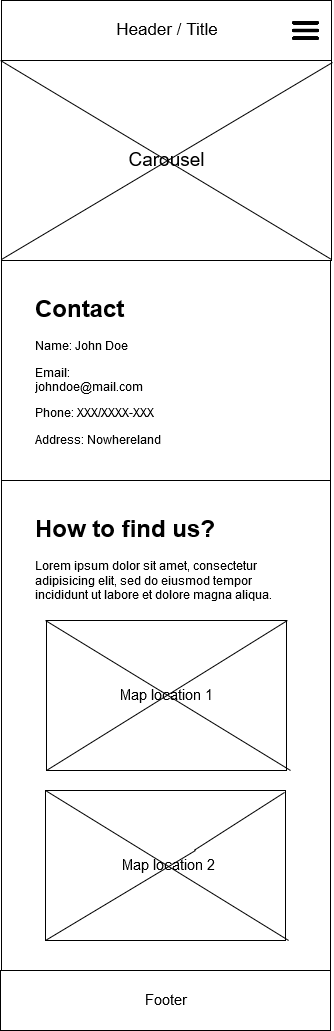 Header / Title
Carousel
Contact
Name: John Doe
Email:
johndoe@mail.com
Phone: XXX/XXXX-XXX
Address: Nowhereland
How to find us?
Lorem ipsum dolor sit amet, consectetur
adipisicing elit, sed do eiusmod tempor
incididunt ut labore et dolore magna aliqua.
Map location 1
Map location 2
Footer